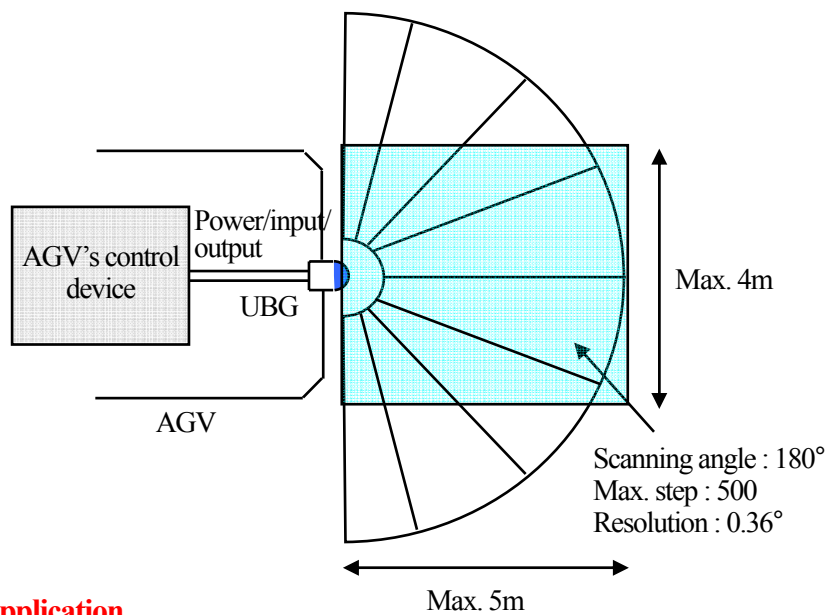 Power/input/
output
AGV's control
device
UBG
AGV
Max. 4m
Scanning angle : 180°
Max. step : 500
Resolution : 0.36°
Max. 5m
pplication